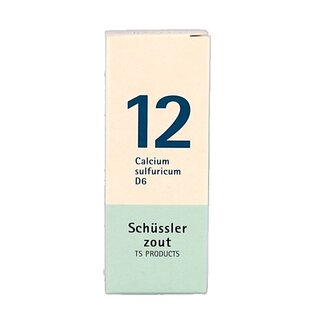 12
Calcium
sulfuricum
D6
Schüssler
zout
TS PRODUCTS